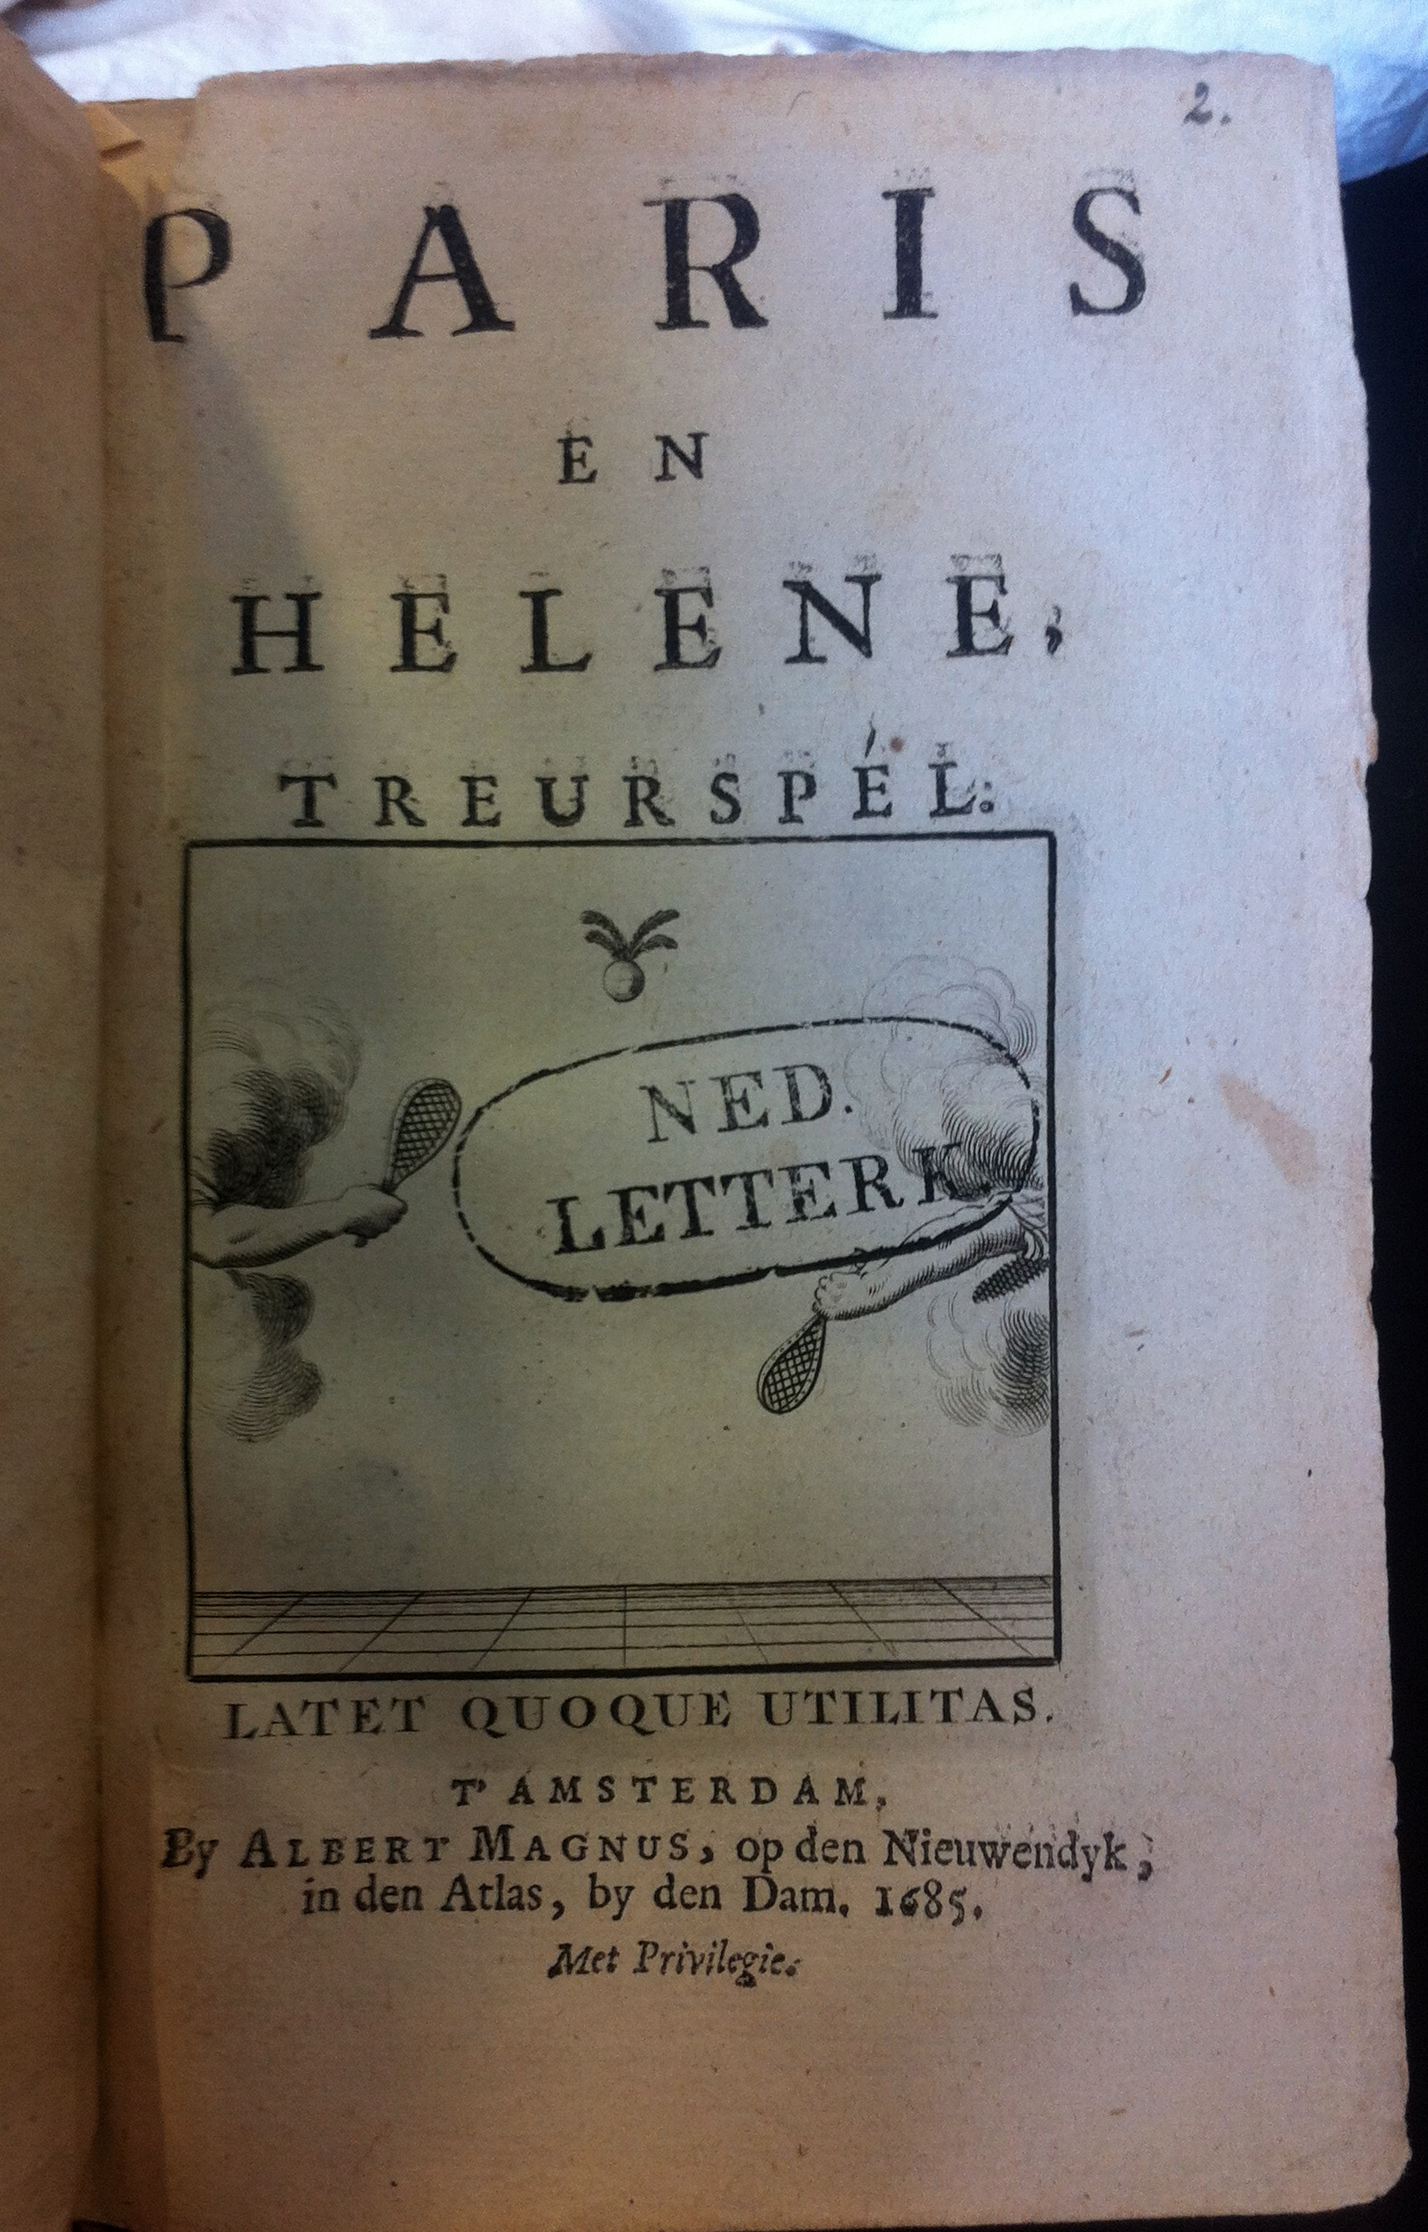 2.
PARIS
EN
HELENE,
TREURSPÉL.
NED.
LETTERK.
LATET QUOQUE UTILITAS.
T' AMSTERDAM,
By ALBERT MAGNUS, op den Nieuwendyk,
in den Atlas, by den Dam. 1685.
Met Privilegie.